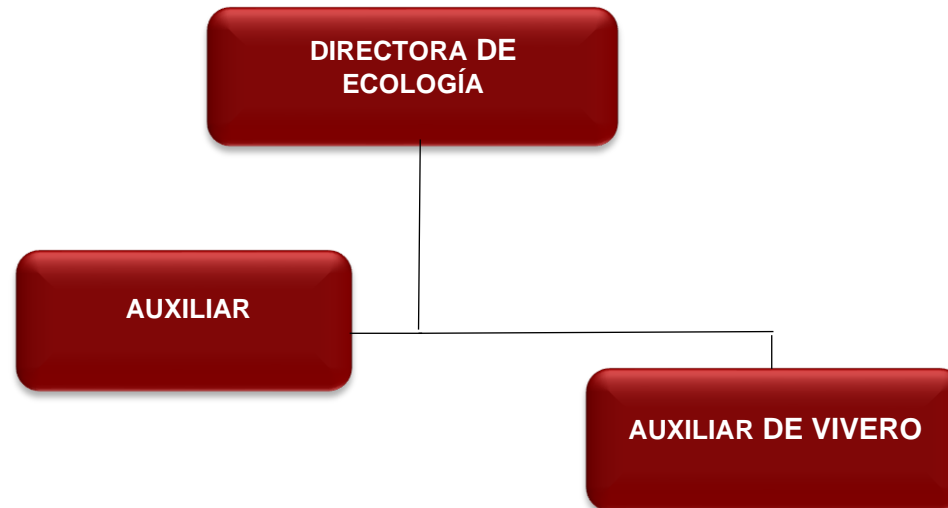 DIRECTORA DE
ECOLOGÍA
AUXILIAR
AUXILIAR DE VIVERO